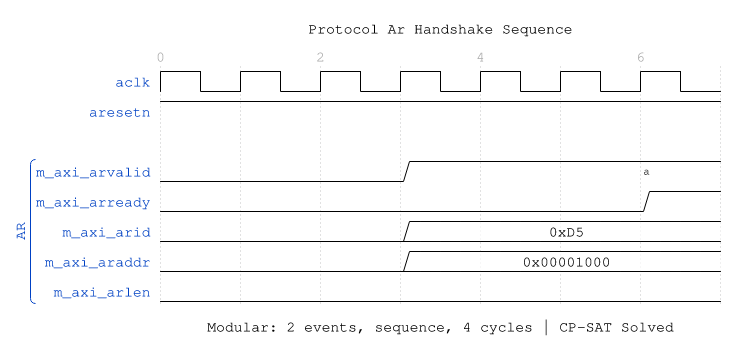 Protocol Ar Handshake Sequence
0 2 4 6
aclk
aresetn
m_axi_arvalid a
m_axi_arready
m_axi_arid 0xD5
m_axi_araddr 0x00001000
m_axi_arlen
AR
Modular: 2 events, sequence, 4 cycles | CP-SAT Solved